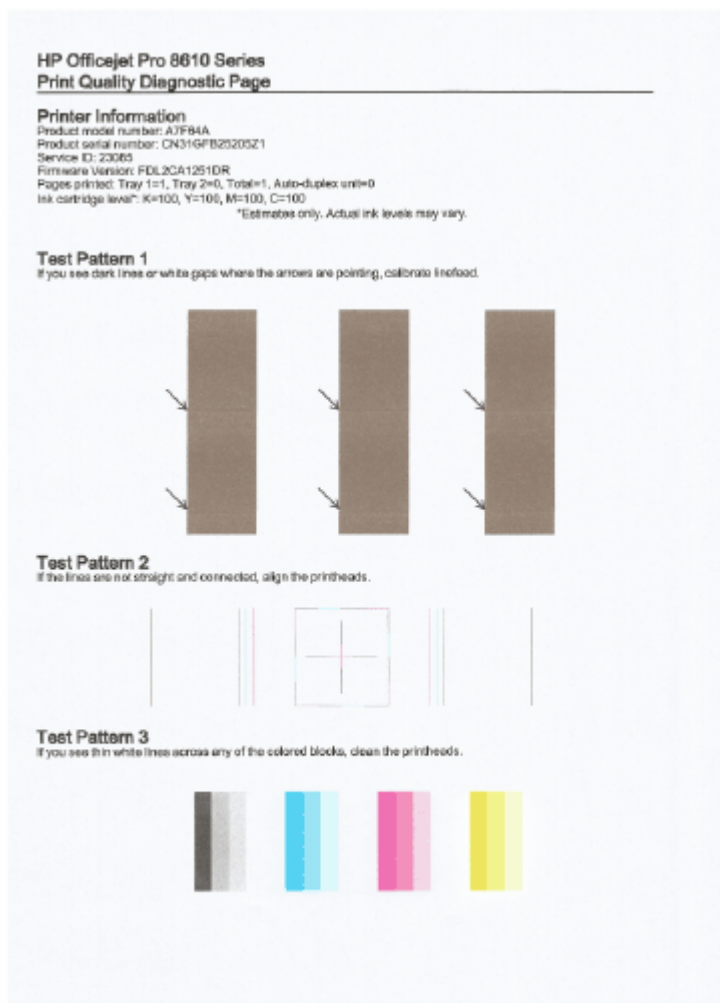 HP Officejet Pro 8610 Series
Print Quality Diagnostic Page
Printer Information
Product model number: A7F64A
Product serial number: CN31GFB25205Z1
Service ID: 23065
Firmware Version: FDL2CA1251DR
Pages printed: Tray 1=1, Tray 2=0, Total=1, Auto-duplex unit=0
Ink cartridge level*: K=100, Y=100, M=100, C=100
*Estimates only. Actual ink levels may vary.
Test Pattern 1
If you see dark lines or white gaps where the arrows are pointing, calibrate linefeed.
Test Pattern 2
If the lines are not straight and connected, align the printheads.
Test Pattern 3
If you see thin white lines across any of the colored blocks, clean the printheads.